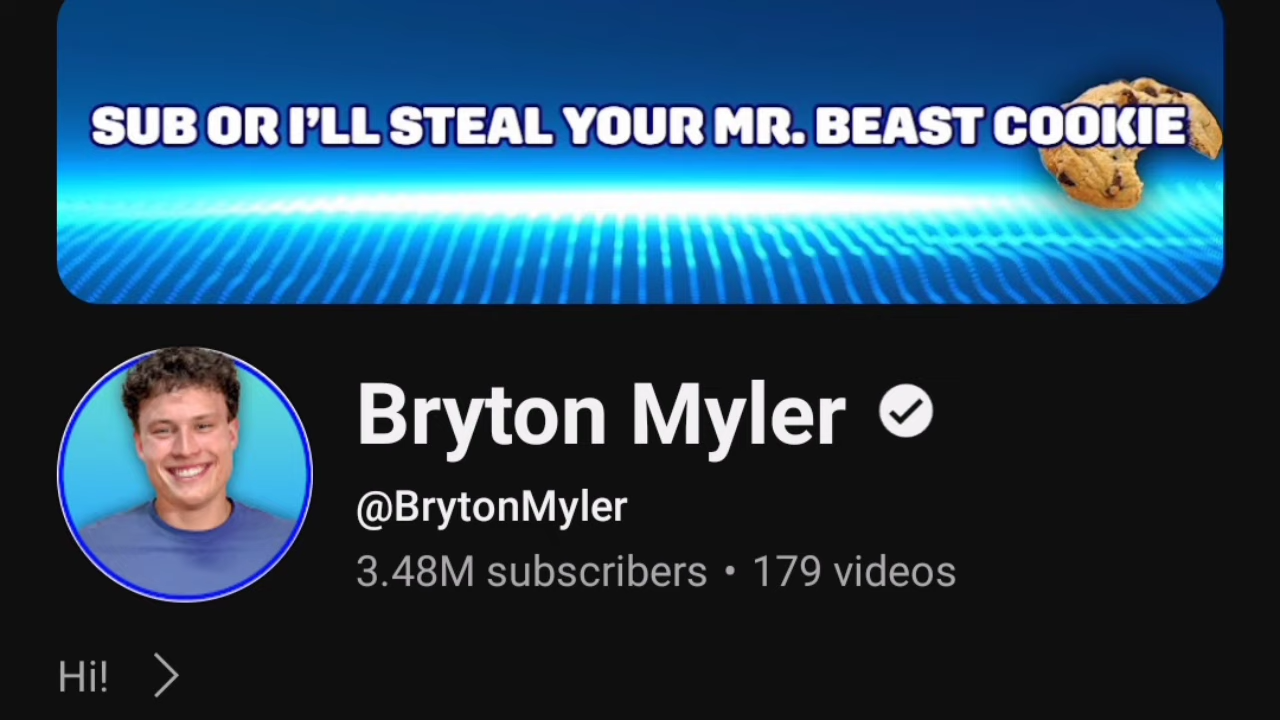 SUB OR I'LL STEAL YOUR MR. BEAST COOKIE
Bryton Myler
@BrytonMyler
3.48M subscribers • 179 videos
Hi!